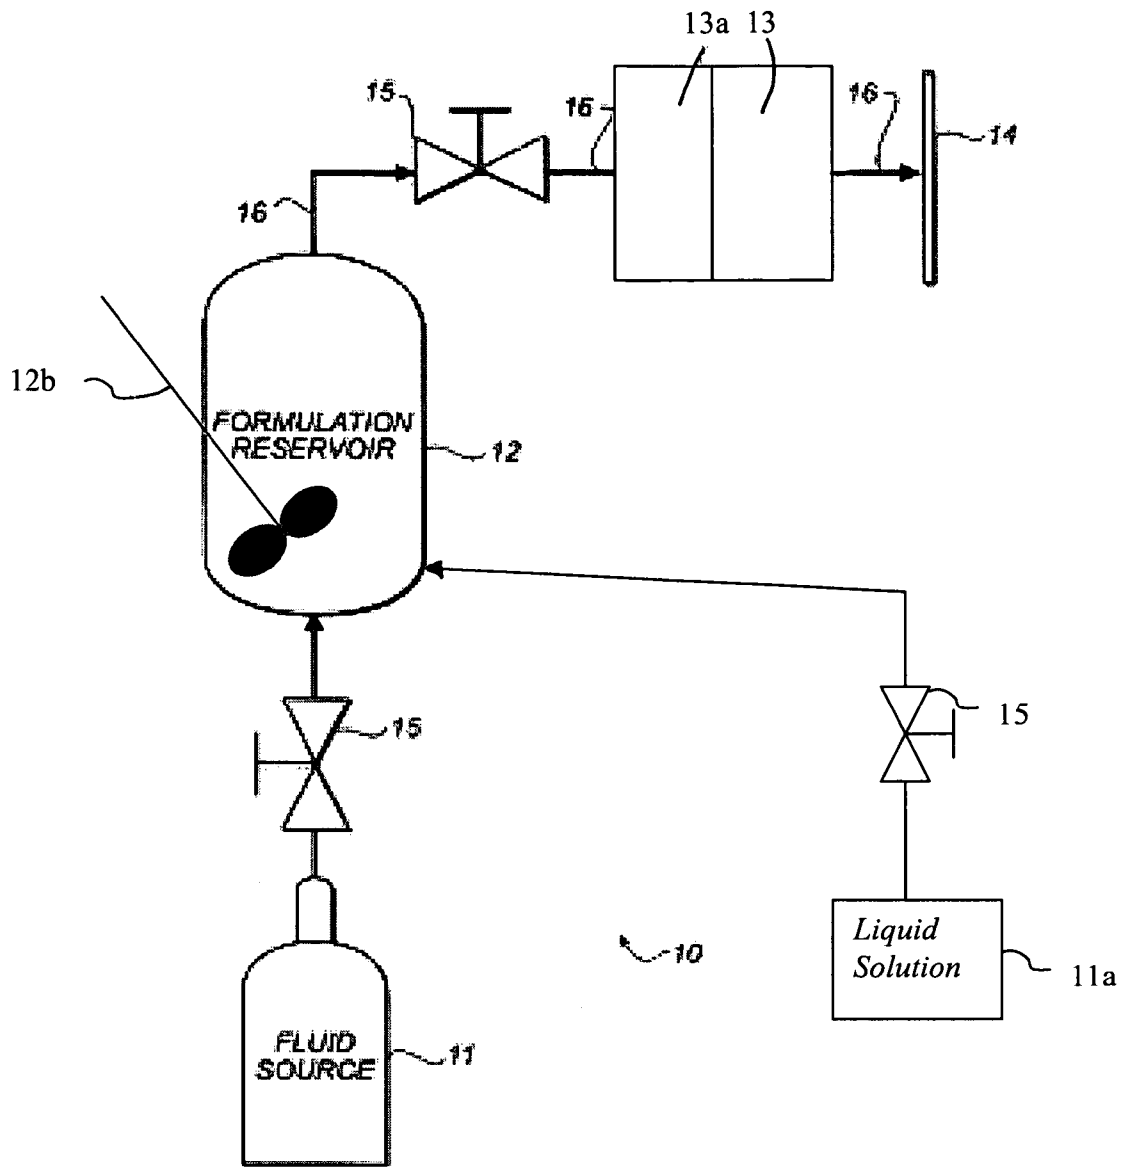 13a 13
15
16
16
14
16
12b
FORMULATION
RESERVOIR
12
15
15
10
Liquid
Solution
11a
FLUID
SOURCE
11